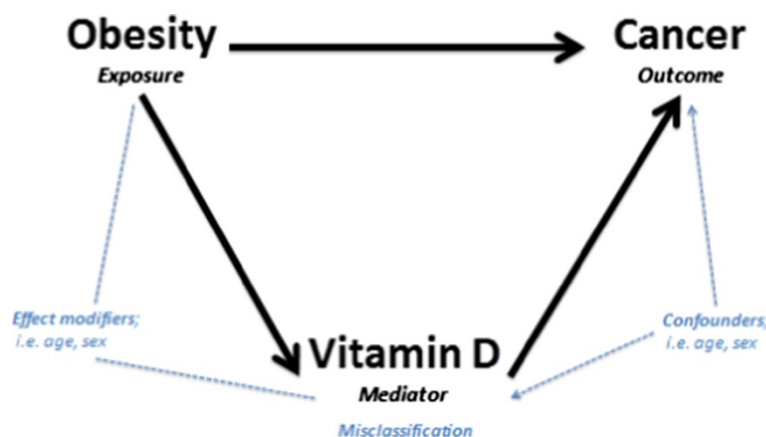 Obesity
Exposure
Cancer
Outcome
Effect modifiers;
i.e. age, sex
Confounders;
i.e. age, sex
Vitamin D
Mediator
Misclassification